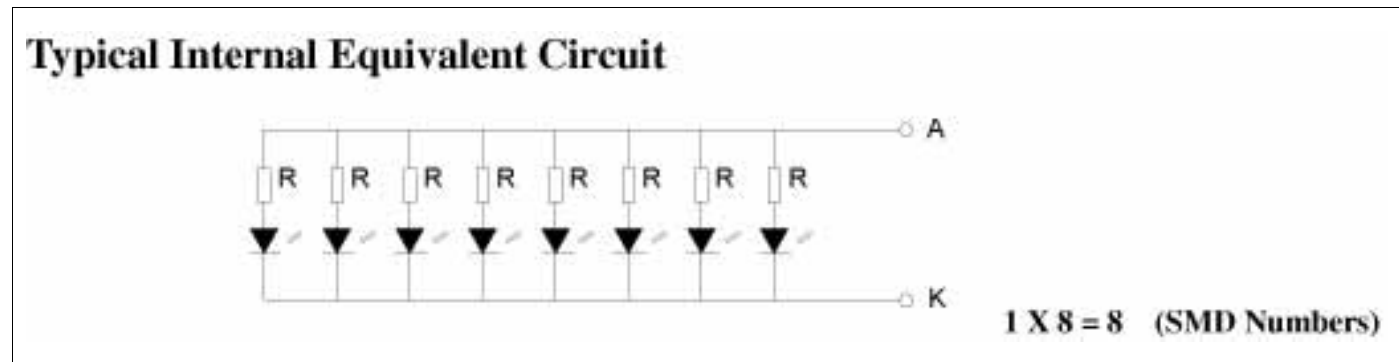 Typical Internal Equivalent Circuit
A
R R R R R R R R
K
1 X 8 = 8 (SMD Numbers)